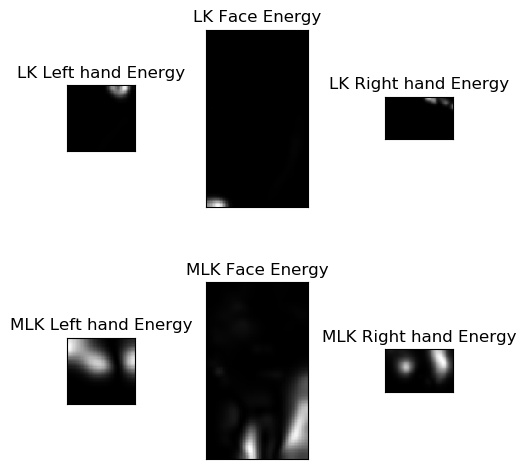 LK Face Energy
LK Left hand Energy
LK Right hand Energy
MLK Face Energy
MLK Left hand Energy
MLK Right hand Energy